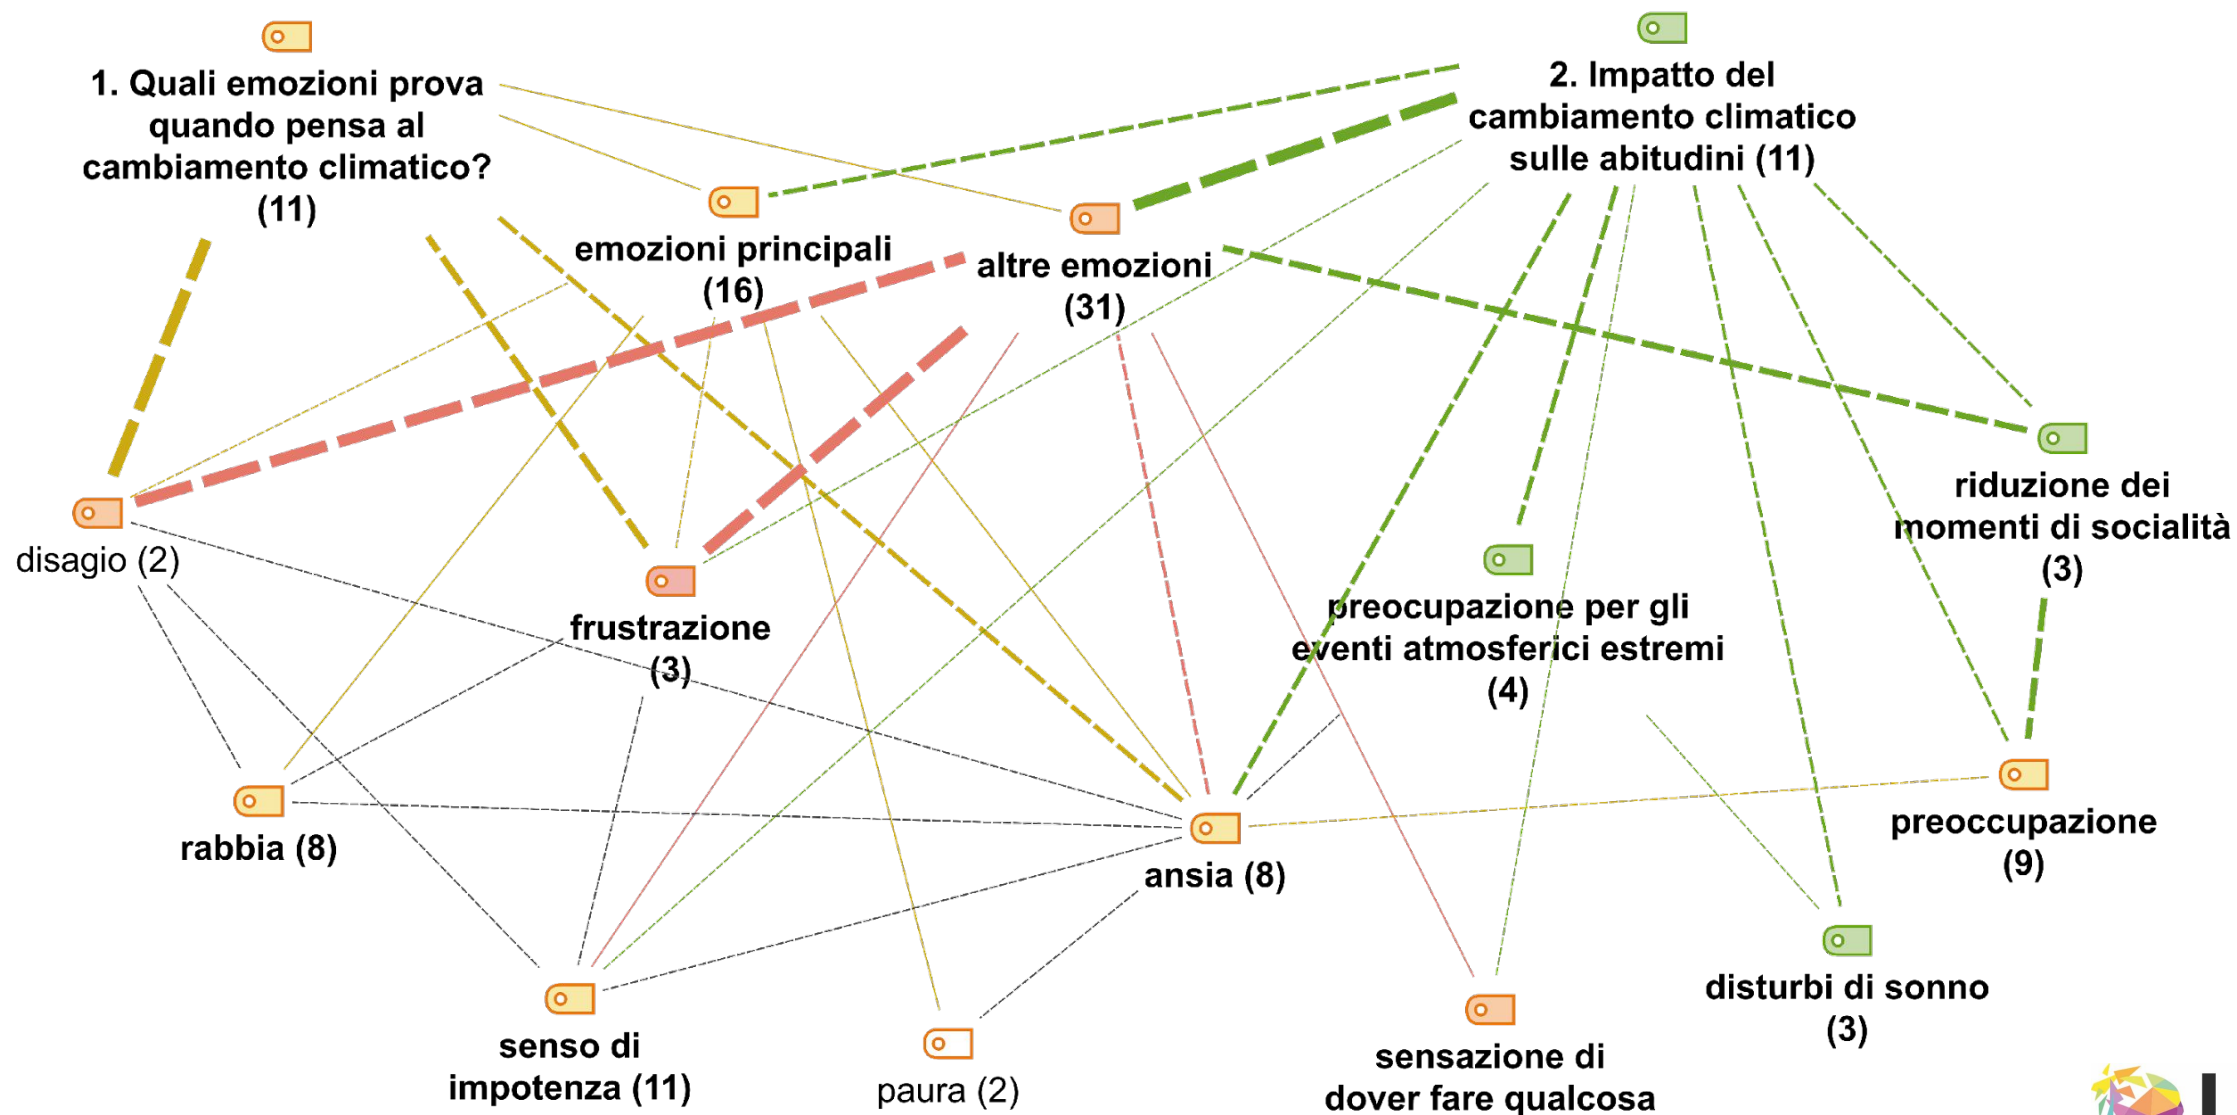 1. Quali emozioni prova
quando pensa al
cambiamento climatico?
(11)
2. Impatto del
cambiamento climatico
sulle abitudini (11)
emozioni principali
(16)
altre emozioni
(31)
disagio (2)
frustrazione
(3)
preocupazione per gli
eventi atmosferici estremi
(4)
riduzione dei
momenti di socialità
(3)
rabbia (8)
ansia (8)
preoccupazione
(9)
senso di
impotenza (11)
paura (2)
sensazione di
dover fare qualcosa
disturbi di sonno
(3)